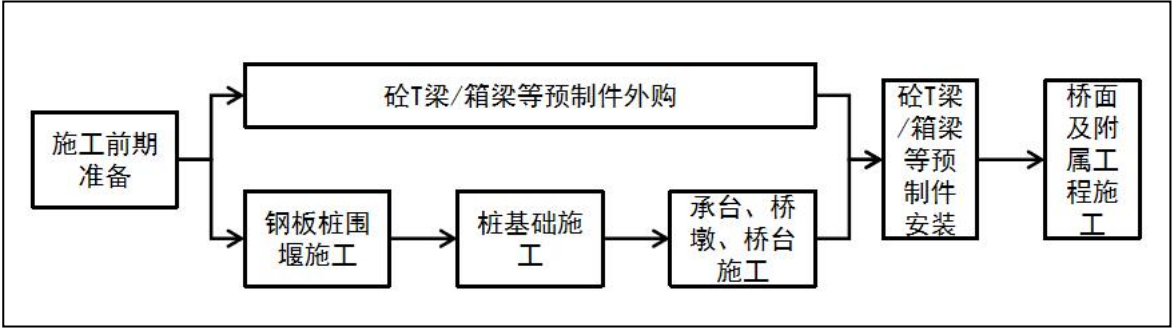 施工前期
准备
砼T梁/箱梁等预制件外购
钢板桩围
堰施工
桩基础施
工
承台、桥
墩、桥台
施工
砼T梁
/箱梁
等预
制件
安装
桥面
及附
属工
程施
工